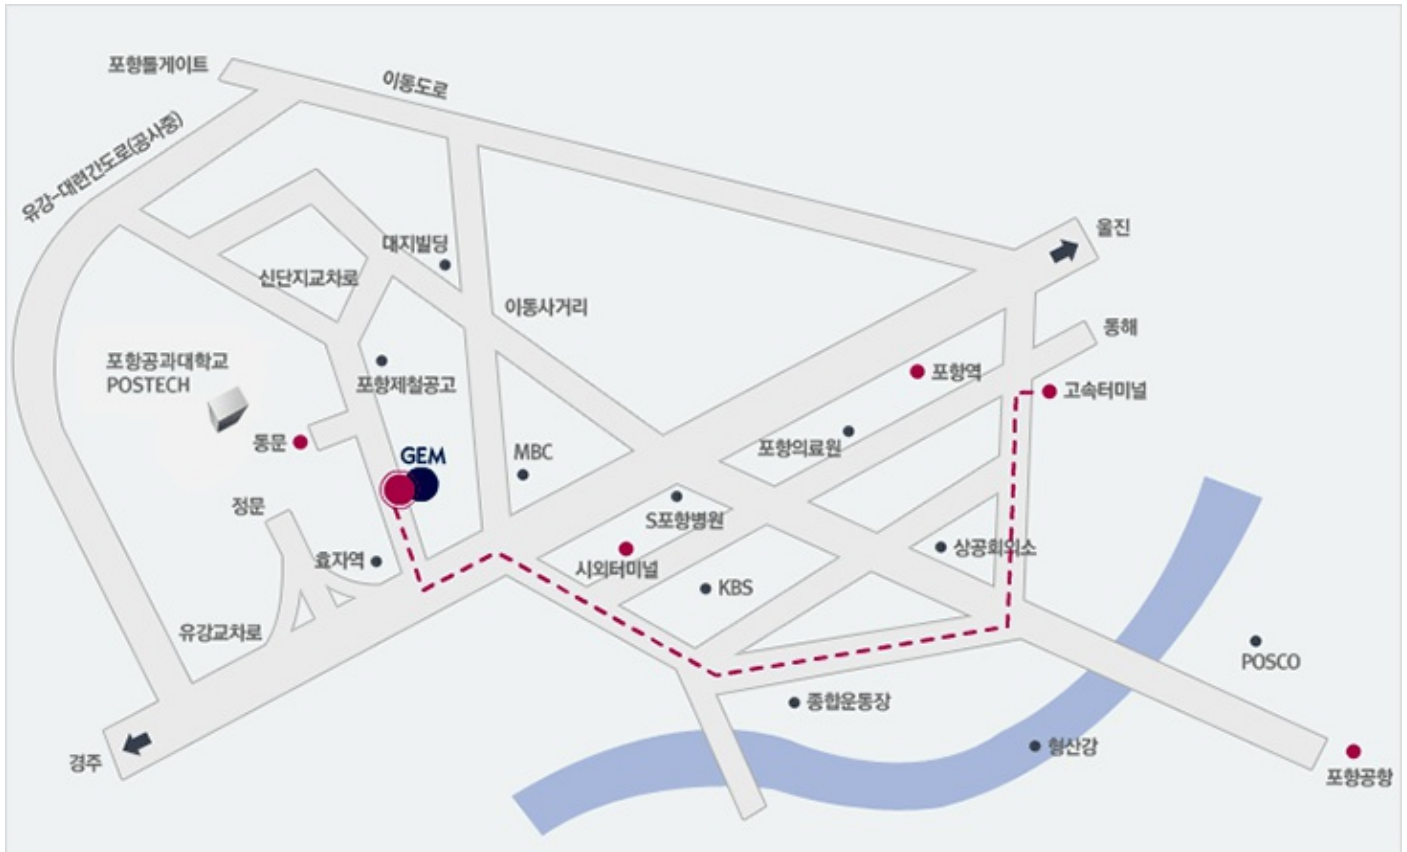 포항톨게이트
이동도로
유강-대련간도로(공사중)
울진
대지빌딩
신단지교차로
이동사거리
통해
포항공과대학교
POSTECH
포항제철공고
포항역
고속터미널
동문
GEM
MBC
포항의료원
정문
S포항병원
효자역
시외터미널
상공회의소
KBS
유강교차로
POSCO
종합운동장
경주
형산강
포항공항